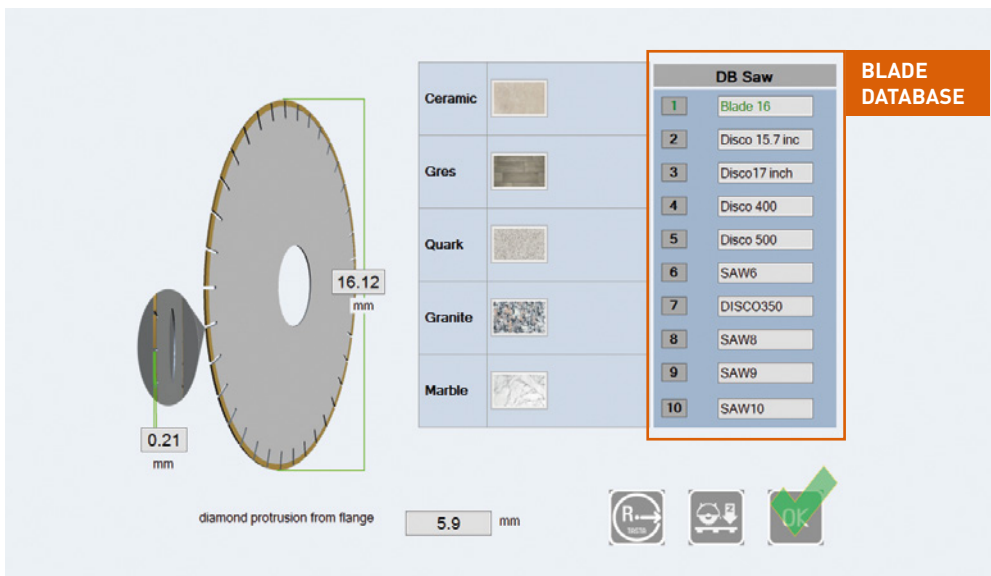 BLADE
DATABASE
DB Saw
1 Blade 16
2 Disco 15.7 inc
3 Disco17 inch
4 Disco 400
5 Disco 500
6 SAW6
7 DISCO350
8 SAW8
9 SAW9
10 SAW10
Ceramic
Gres
Quark
Granite
Marble
16.12
mm
0.21
mm
diamond protrusion from flange 5.9 mm
R
TASTA
Z
OK